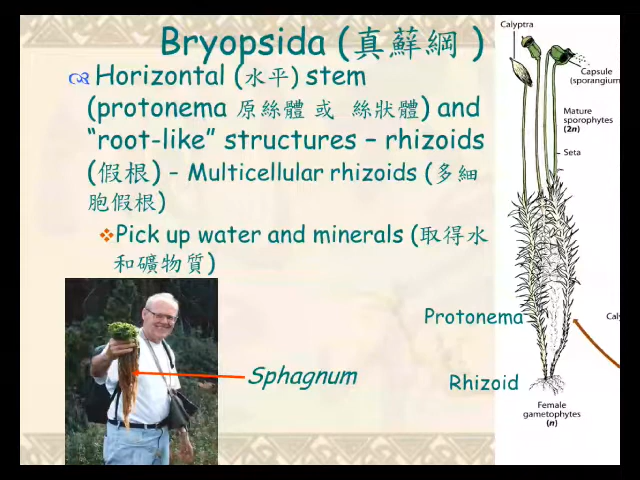 Bryopsida (真蘚綱 )
Horizontal (水平) stem
(protonema 原絲體 或 絲狀體) and
“root-like” structures – rhizoids
(假根) – Multicellular rhizoids (多細
胞假根)
Pick up water and minerals (取得水
和礦物質)
Sphagnum
Calyptra
Capsule
(sporangium
Mature
sporophytes
(2n)
Seta
Protonema
Caly
Rhizoid
Female
gametophytes
(n)